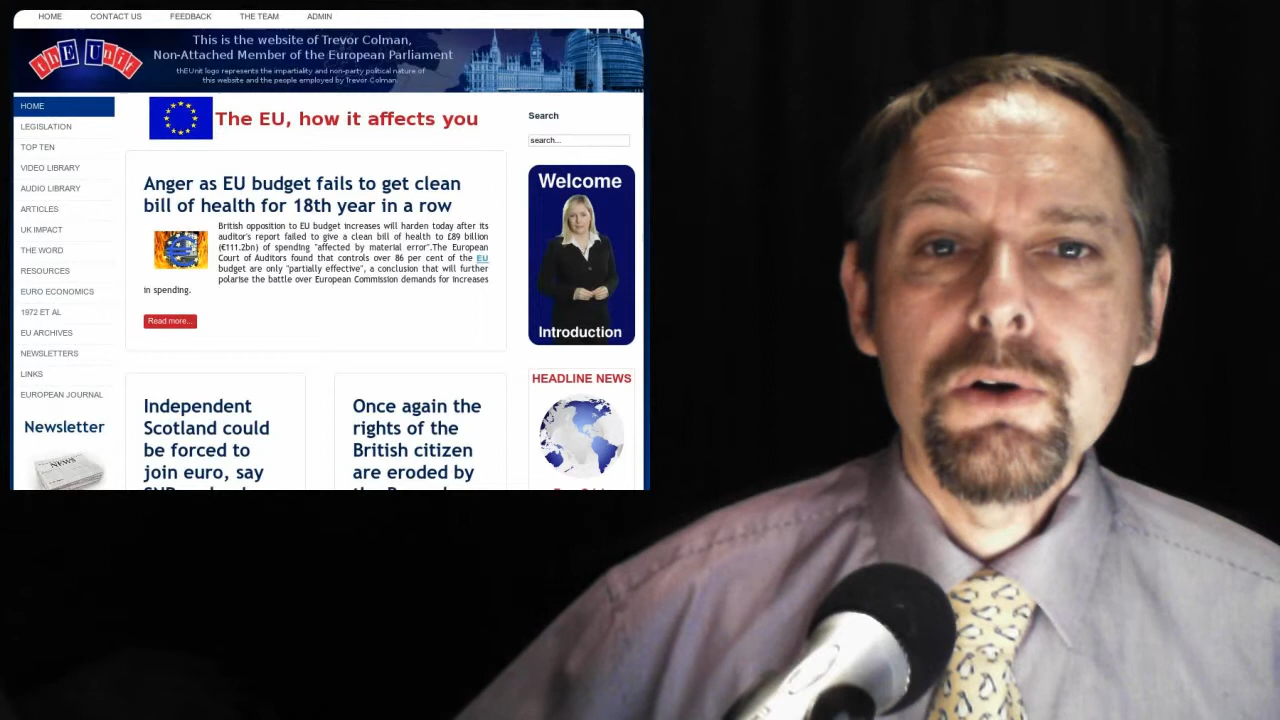 HOME CONTACT US FEEDBACK THE TEAM ADMIN
thEUnit
This is the website of Trevor Colman,
Non-Attached Member of the European Parliament
thEUnit logo represents the impartiality and non-party political nature of
this website and the people employed by Trevor Colman
HOME
LEGISLATION
TOP TEN
VIDEO LIBRARY
AUDIO LIBRARY
ARTICLES
UK IMPACT
THE WORD
RESOURCES
EURO ECONOMICS
1972 ET AL
EU ARCHIVES
NEWSLETTERS
LINKS
EUROPEAN JOURNAL
Newsletter
NEWS
The EU, how it affects you
Anger as EU budget fails to get clean
bill of health for 18th year in a row
British opposition to EU budget increases will harden today after its
auditor's report failed to give a clean bill of health to £89 billion
(€111.2bn) of spending "affected by material error".The European
Court of Auditors found that controls over 86 per cent of the EU
budget are only "partially effective", a conclusion that will further
polarise the battle over European Commission demands for increases
in spending.
Read more...
Independent
Scotland could
be forced to
join euro, say
Once again the
rights of the
British citizen
are eroded by
Search
search...
Welcome
Introduction
HEADLINE NEWS